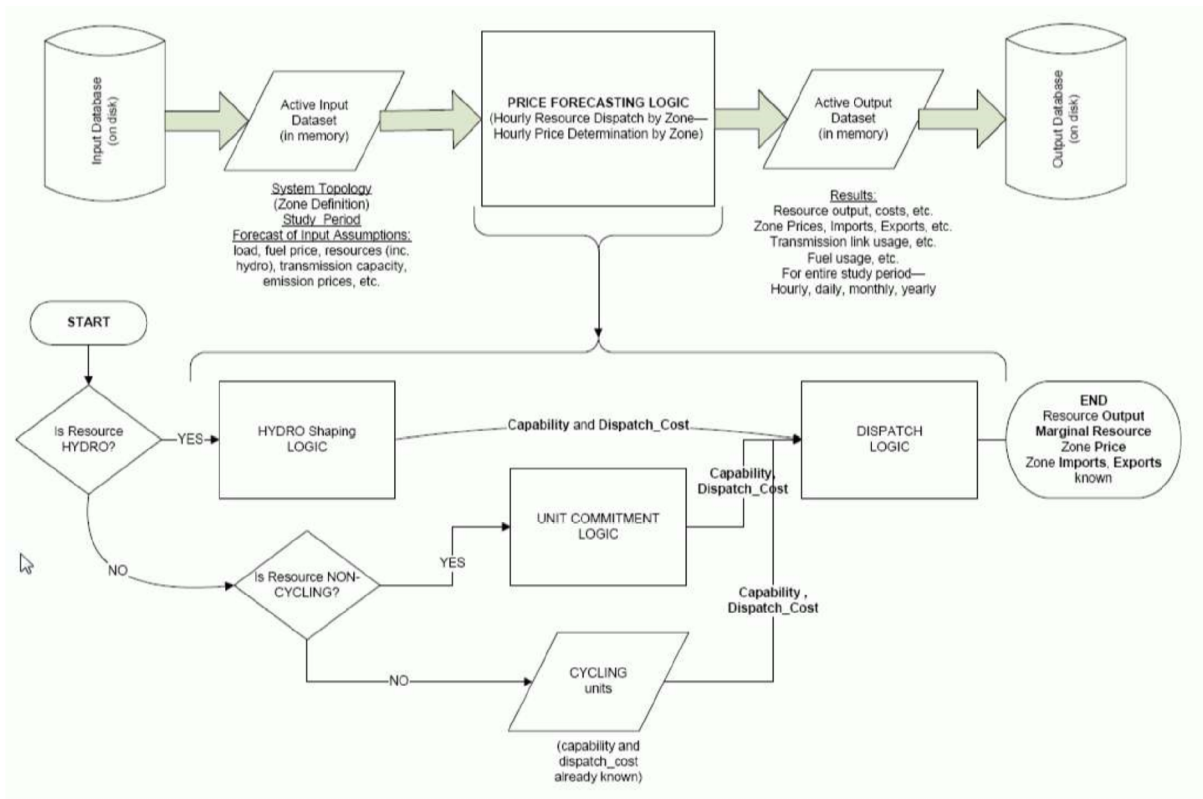 Input Database
(on disk)
Active Input
Dataset
(in memory)
PRICE FORECASTING LOGIC
(Hourly Resource Dispatch by Zone—
Hourly Price Determination by Zone)
Active Output
Dataset
(in memory)
Output Database
(on disk)
System Topology
(Zone Definition)
Study Period
Forecast of Input Assumptions:
load, fuel price, resources (inc.
hydro), transmission capacity,
emission prices, etc.
Results:
Resource output, costs, etc.
Zone Prices, Imports, Exports, etc.
Transmission link usage, etc.
Fuel usage, etc.
For entire study period—
Hourly, daily, monthly, yearly
START
Is Resource
HYDRO?
YES
HYDRO Shaping
LOGIC
Capability and Dispatch_Cost
DISPATCH
LOGIC
END
Resource Output
Marginal Resource
Zone Price
Zone Imports, Exports
known
Capability,
Dispatch_Cost
UNIT COMMITMENT
LOGIC
YES
NO
Is Resource NON-
CYCLING?
Capability ,
Dispatch_Cost
NO
CYCLING
units
(capability and
dispatch_cost
already known)